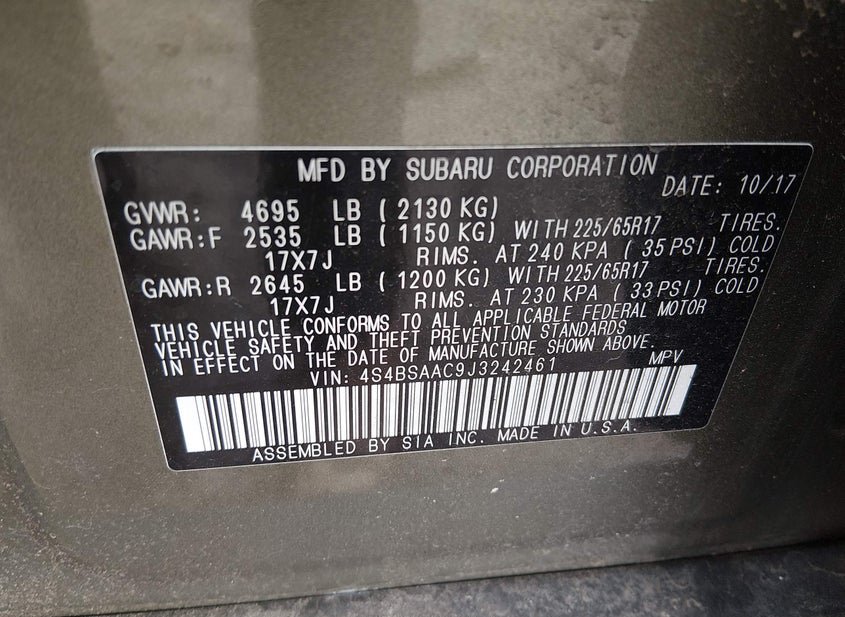 MFD BY SUBARU CORPORATION
DATE: 10/17
GVWR: 4695 LB ( 2130 KG)
GAWR:F 2535 LB ( 1150 KG) WITH 225/65R17 TIRES.
17X7J RIMS. AT 240 KPA ( 35 PSI) COLD
GAWR:R 2645 LB ( 1200 KG) WITH 225/65R17 TIRES.
17X7J RIMS. AT 230 KPA ( 33 PSI) COLD
THIS VEHICLE CONFORMS TO ALL APPLICABLE FEDERAL MOTOR
VEHICLE SAFETY AND THEFT PREVENTION STANDARDS
IN EFFECT ON THE DATE OF MANUFACTURE SHOWN ABOVE.
VIN: 4S4BSAAC9J3242461 MPV
ASSEMBLED BY SIA INC. MADE IN U.S.A.